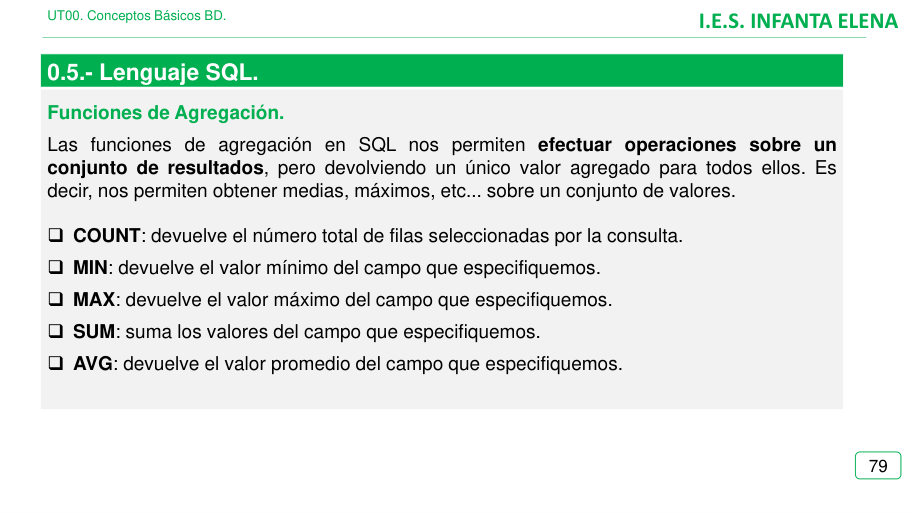 UT00. Conceptos Básicos BD.
I.E.S. INFANTA ELENA
0.5.- Lenguaje SQL.
Funciones de Agregación.
Las funciones de agregación en SQL nos permiten efectuar operaciones sobre un
conjunto de resultados, pero devolviendo un único valor agregado para todos ellos. Es
decir, nos permiten obtener medias, máximos, etc... sobre un conjunto de valores.
❑ COUNT: devuelve el número total de filas seleccionadas por la consulta.
❑ MIN: devuelve el valor mínimo del campo que especifiquemos.
❑ MAX: devuelve el valor máximo del campo que especifiquemos.
❑ SUM: suma los valores del campo que especifiquemos.
❑ AVG: devuelve el valor promedio del campo que especifiquemos.
79